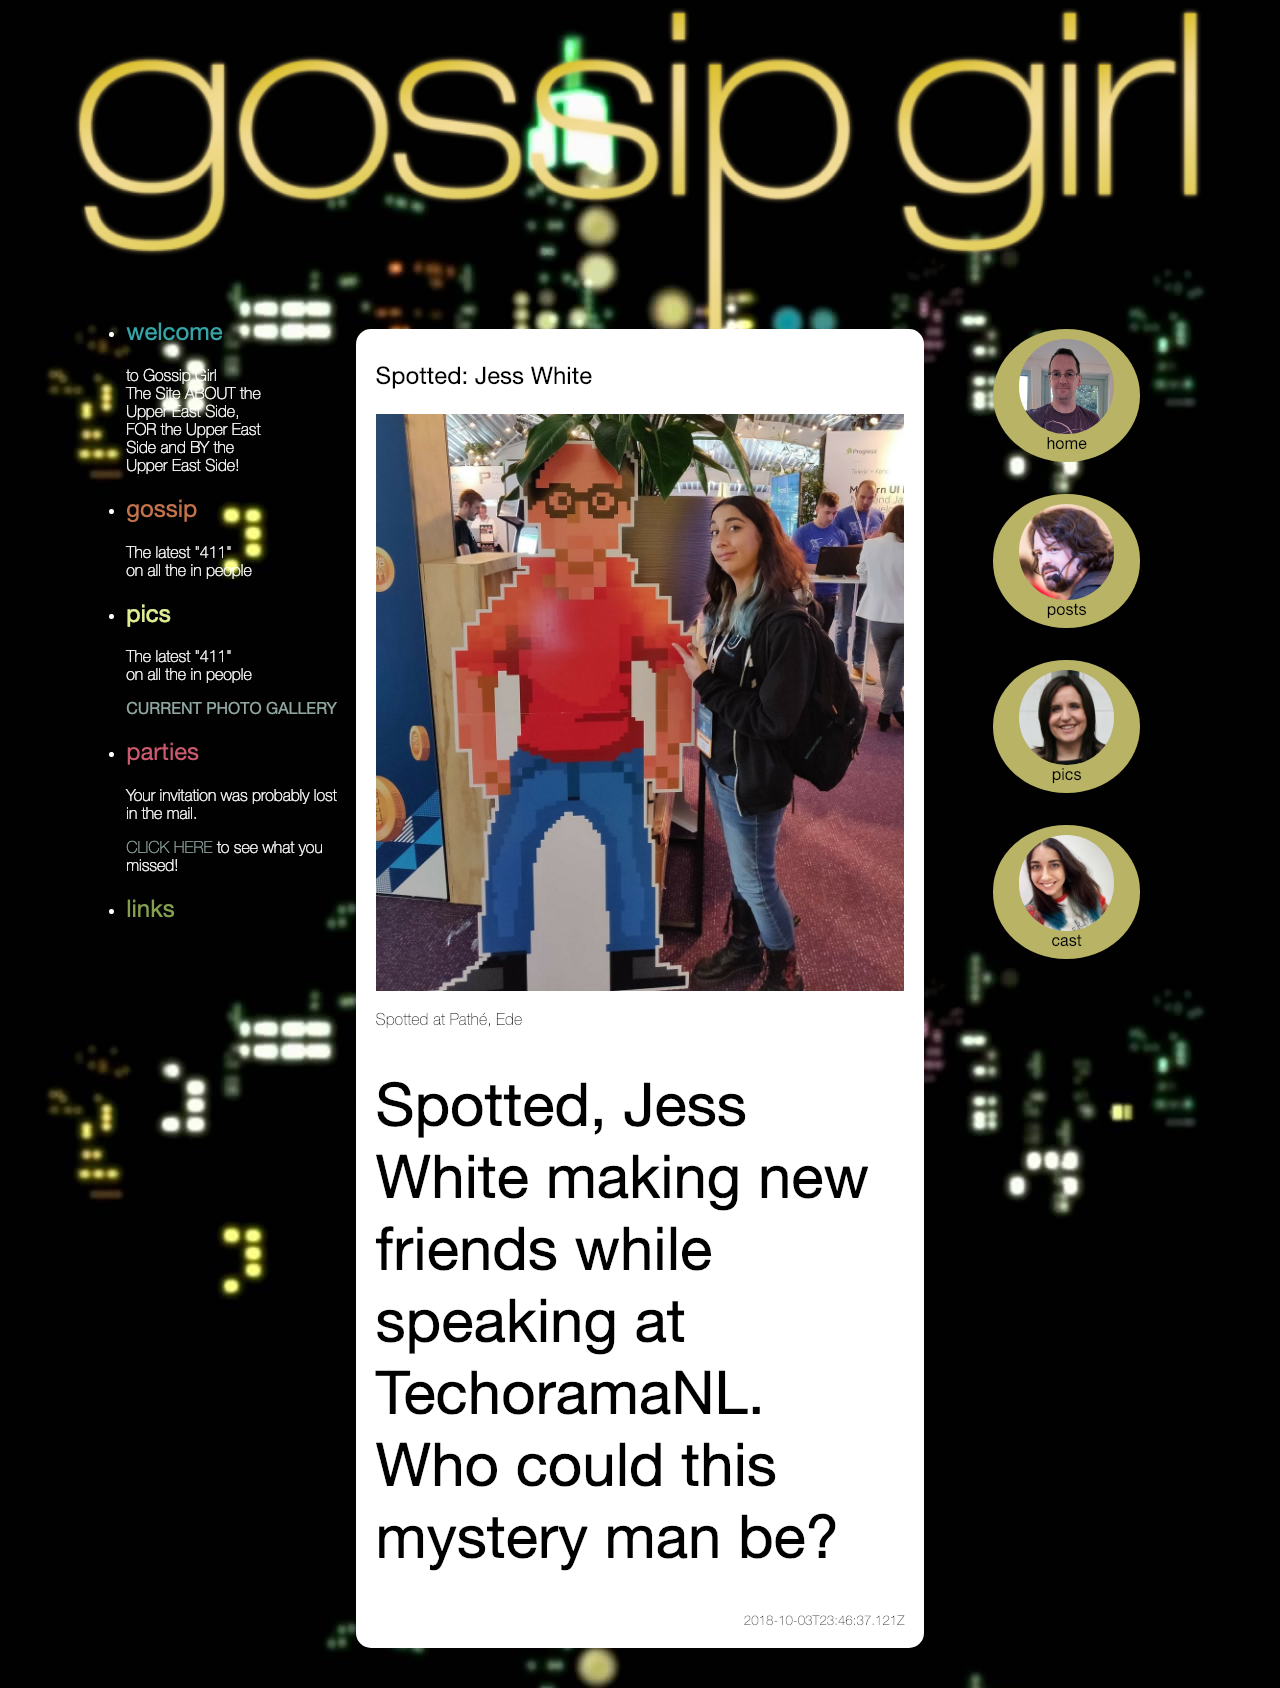 gossip girl
welcome
to Gossip Girl
The Site ABOUT the
Upper East Side,
FOR the Upper East
Side and BY the
Upper East Side!
gossip
The latest "411"
on all the in people
pics
The latest "411"
on all the in people
CURRENT PHOTO GALLERY
parties
Your invitation was probably lost
in the mail.
CLICK HERE to see what you
missed!
links
Spotted: Jess White
Progress
Modern UI
Spotted at Pathé, Ede
Spotted, Jess
White making new
friends while
speaking at
TechoramaNL.
Who could this
mystery man be?
2018-10-03T23:46:37.121Z
home
posts
pics
cast